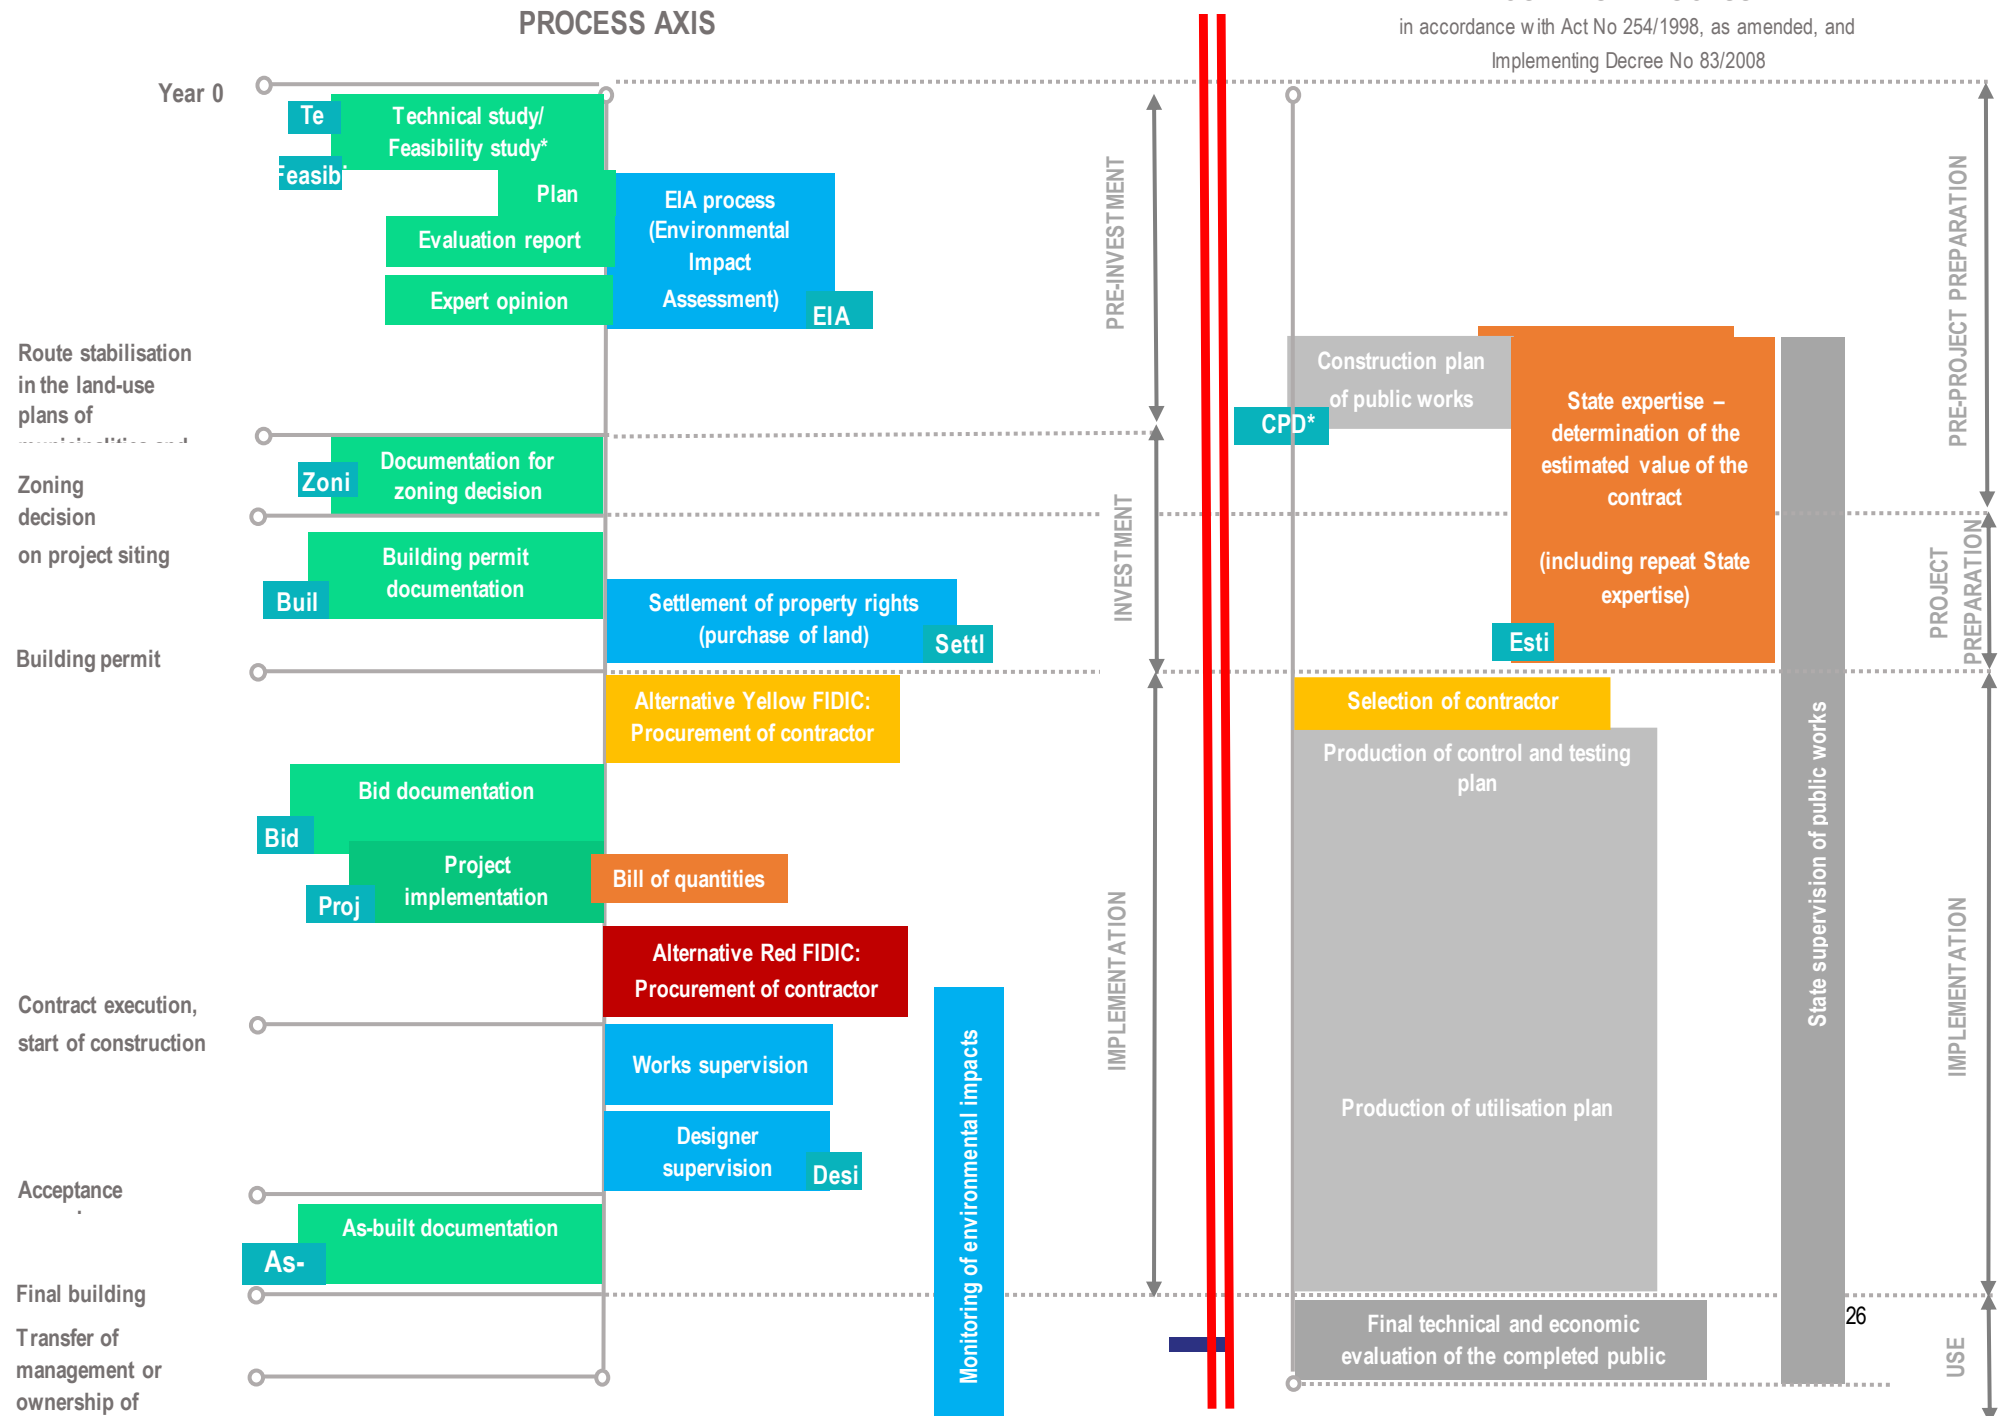 PROCESS AXIS
in accordance with Act No 254/1998, as amended, and
Implementing Decree No 83/2008
Year 0
Te
Technical study/
Feasibility study*
Feasibi
Plan
Evaluation report
Expert opinion
EIA process
(Environmental
Impact
Assessment)
EIA
PRE-INVESTMENT
PRE-PROJECT PREPARATION
Route stabilisation
in the land-use
plans of
Construction plan
of public works
CPD*
State expertise –
determination of the
estimated value of the
contract
(including repeat State
expertise)
Esti
Documentation for
zoning decision
Zoni
Zoning
decision
on project siting
INVESTMENT
PROJECT
PREPARATION
Building permit
documentation
Buil
Settlement of property rights
(purchase of land)
Settl
Building permit
Alternative Yellow FIDIC:
Procurement of contractor
Selection of contractor
Production of control and testing
plan
State supervision of public works
Bid documentation
Bid
Project
implementation
Proj
Bill of quantities
Alternative Red FIDIC:
Procurement of contractor
IMPLEMENTATION
IMPLEMENTATION
Contract execution,
start of construction
Works supervision
Monitoring of environmental impacts
Production of utilisation plan
Designer
supervision
Desi
Acceptance
As-built documentation
As-
Final building
Transfer of
management or
ownership of
Final technical and economic
evaluation of the completed public
26
USE